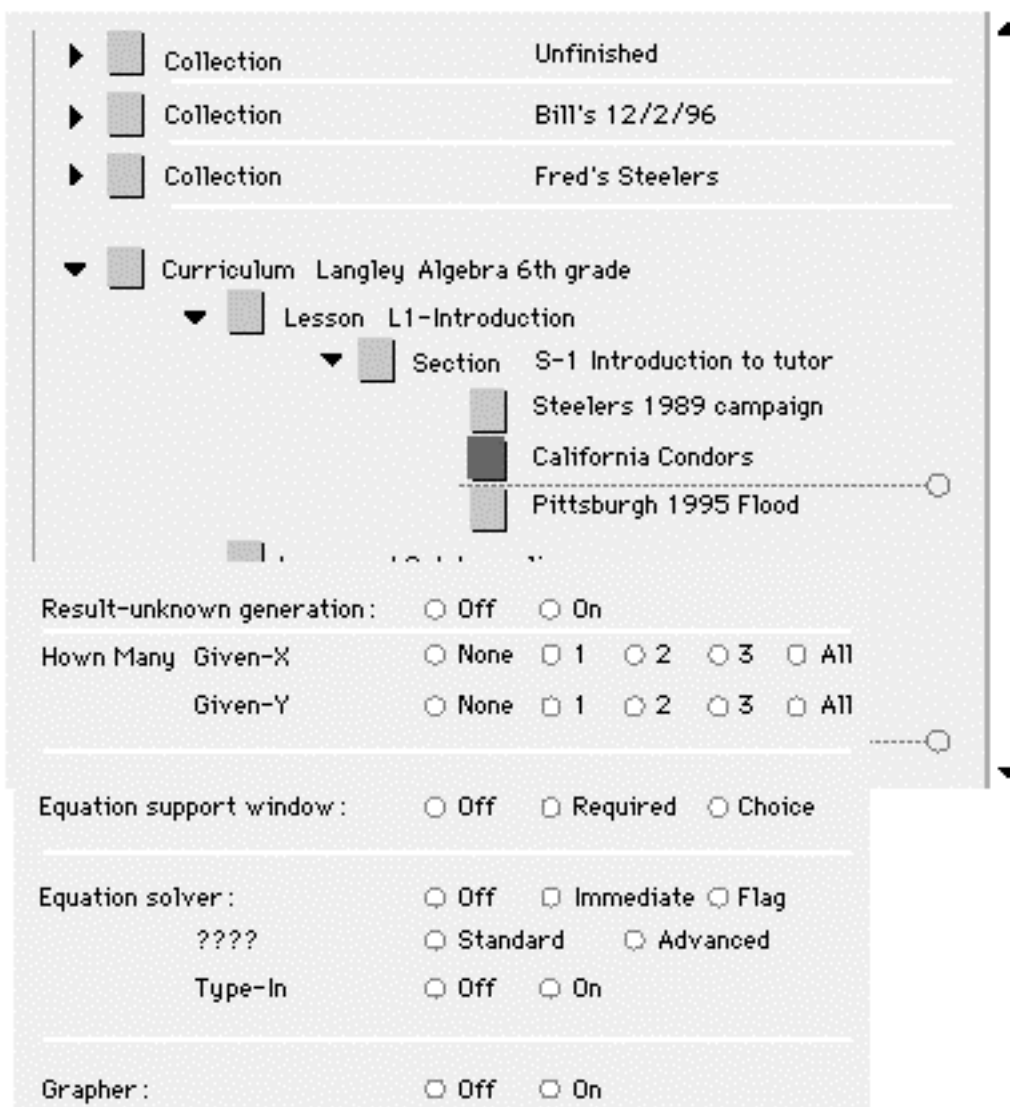 Collection Unfinished
Collection Bill's 12/2/96
Collection Fred's Steelers
Curriculum Langley Algebra 6th grade
Lesson L1-Introduction
Section S-1 Introduction to tutor
Steelers 1989 campaign
California Condors
Pittsburgh 1995 Flood
Result-unknown generation: Off On
Hown Many Given-X None 1 2 3 All
Given-Y None 1 2 3 All
Equation support window: Off Required Choice
Equation solver: Off Immediate Flag
???? Standard Advanced
Type-In Off On
Grapher: Off On